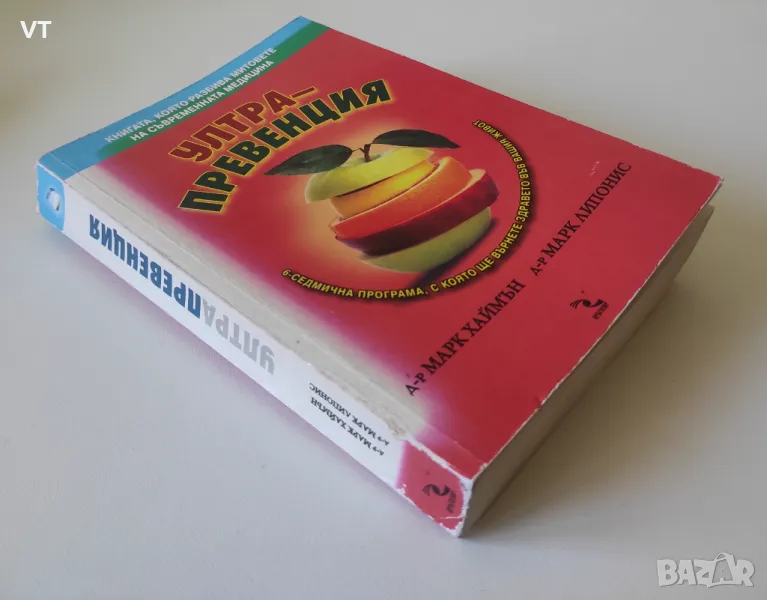 VT
КНИГАТА, КОЯТО РАЗБИВА МИТОВЕТЕ
НА СЪВРЕМЕННАТА МЕДИЦИНА
УЛТРА-
ПРЕВЕНЦИЯ
6-СЕДМИЧНА ПРОГРАМА, С КОЯТО ЩЕ ВЪРНЕТЕ ЗДРАВЕТО ВЪВ ВАШИЯ ЖИВОТ
Д-Р МАРК ХАЙМЪН
Д-Р МАРК ЛИПОНИС
УЛТРАПРЕВЕНЦИЯ
Д-Р МАРК ХАЙМЪН
Д-Р МАРК ЛИПОНИС
BAZAR